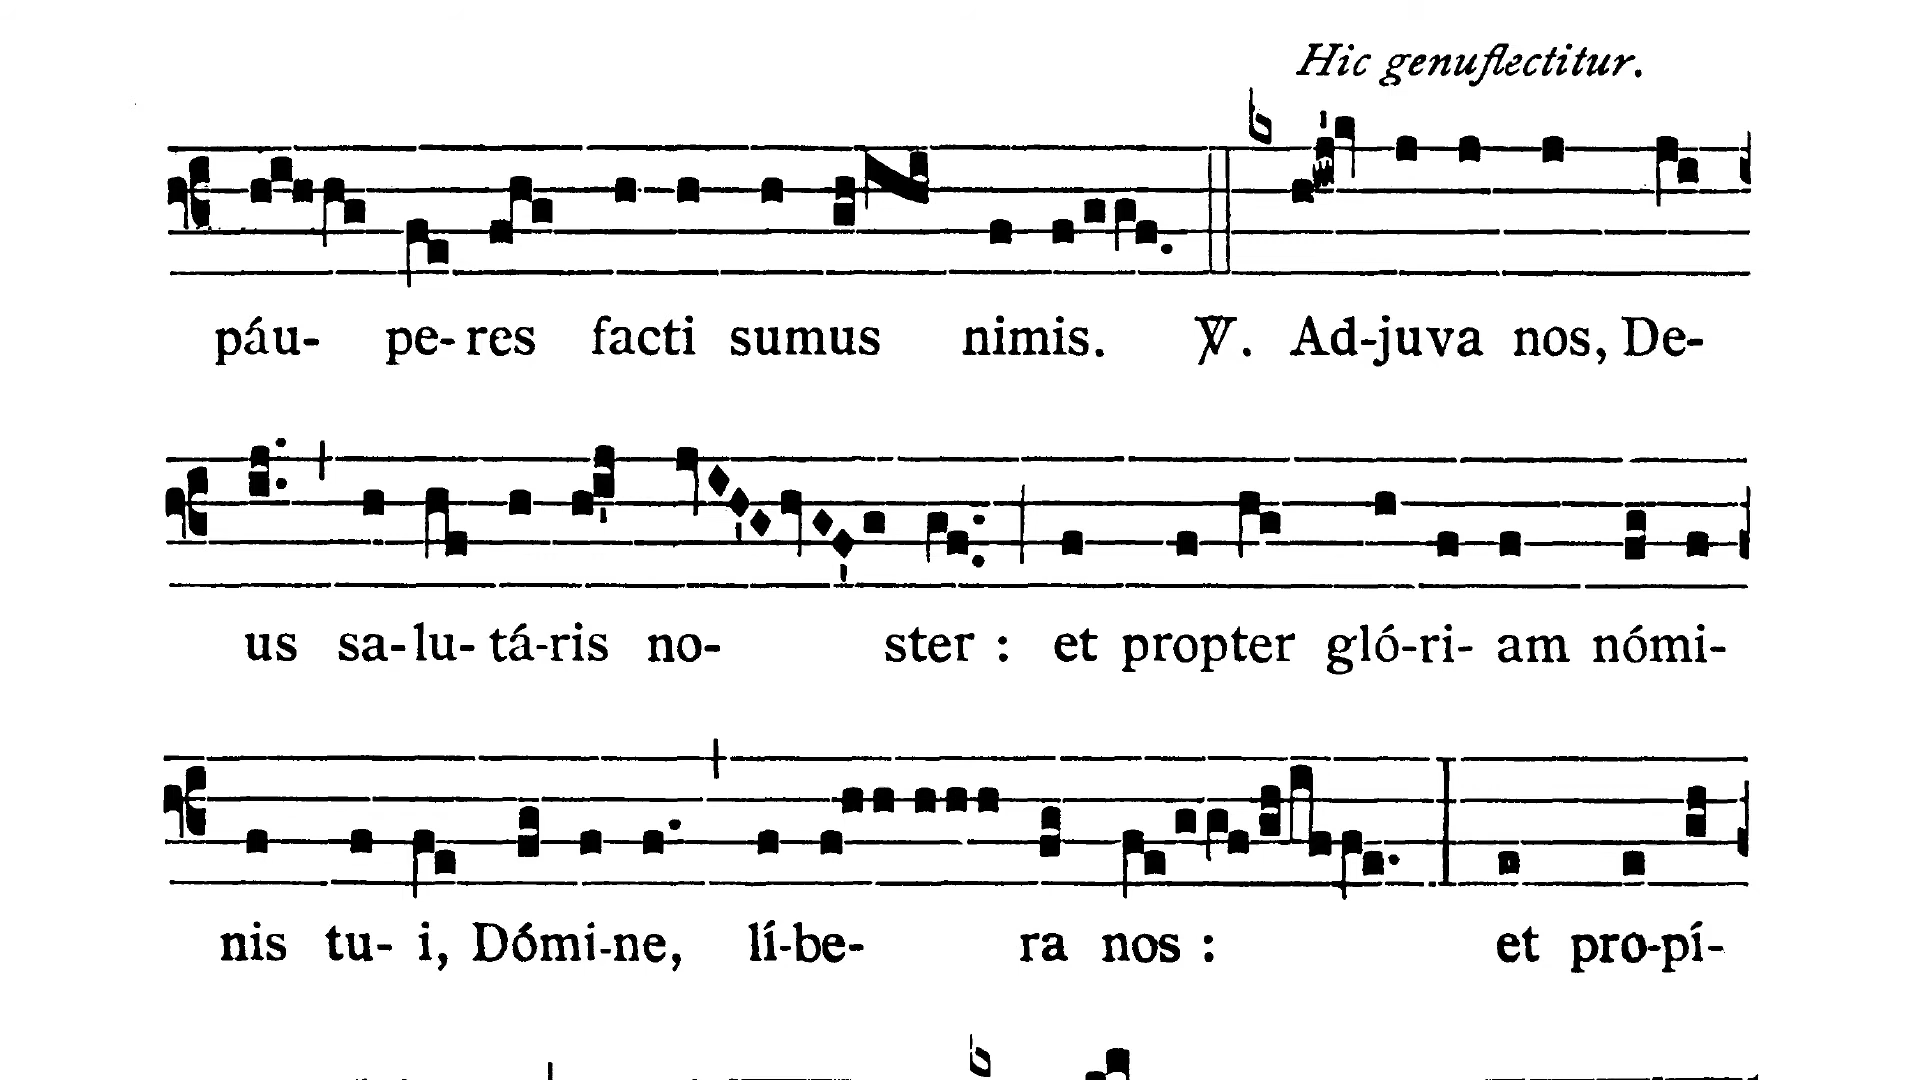 Hic genuflectitur.
páu- pe- res facti sumus nimis. ℣. Ad-juva nos, De-
us sa-lu-tá-ris no- ster : et propter gló-ri- am nómi-
nis tu- i, Dómi-ne, lí-be- ra nos : et pro-pí-